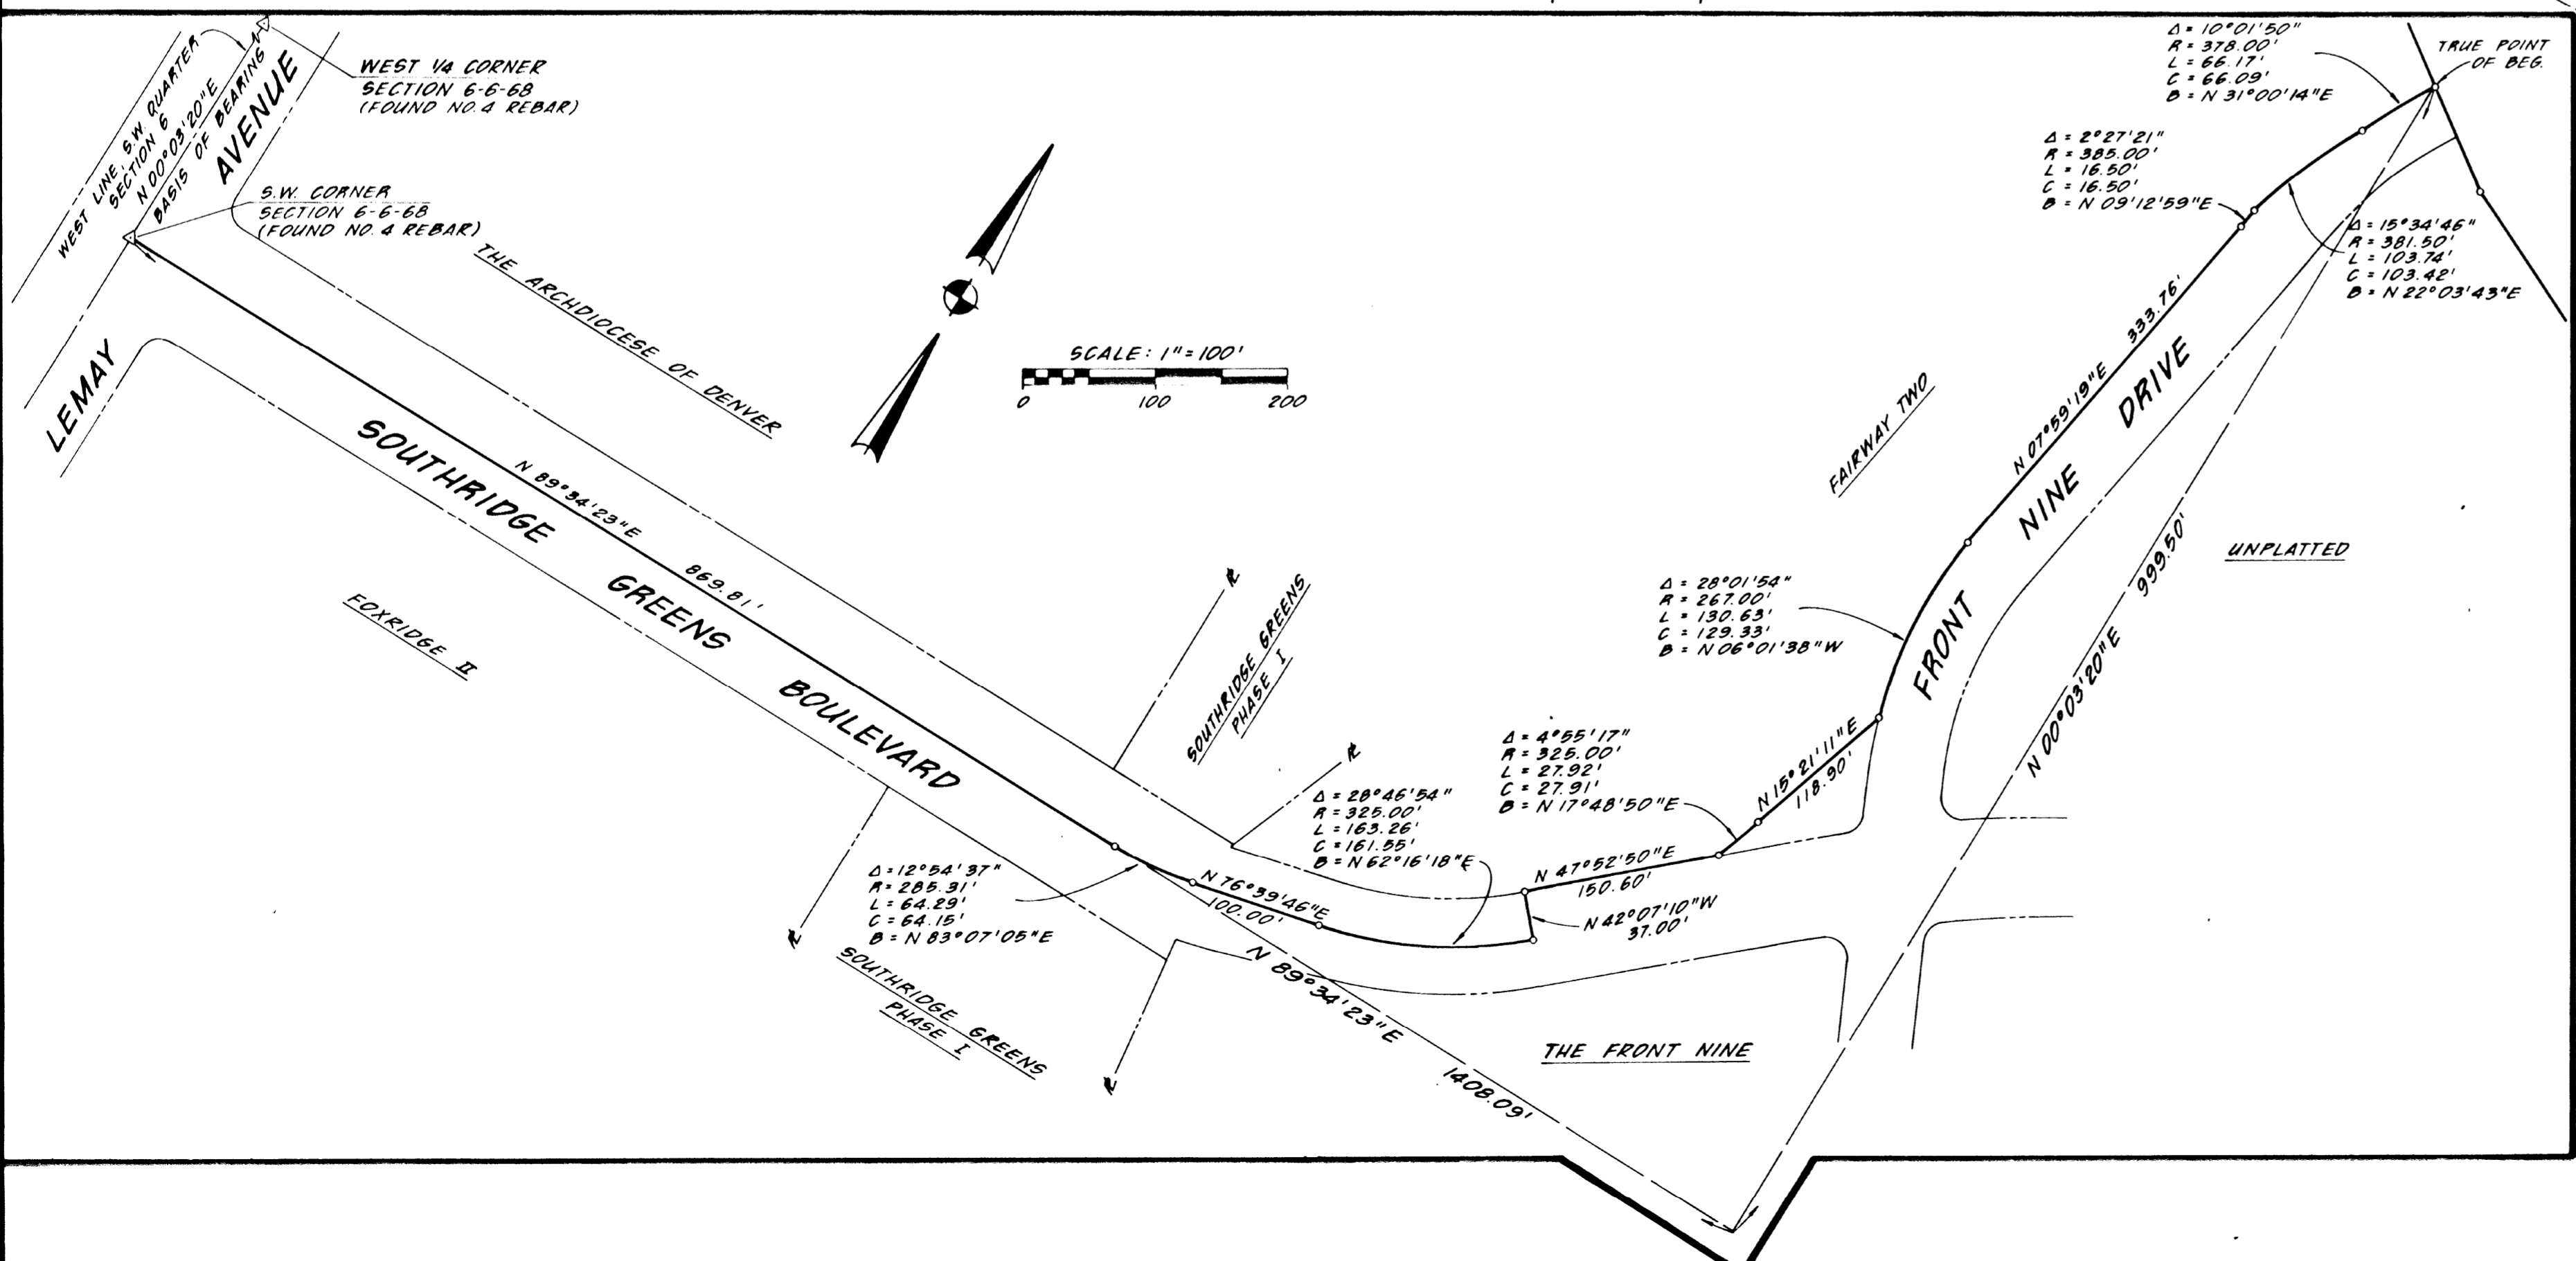 WEST LINE, S.W. QUARTER
SECTION 6
N 00°03'20"E
BASIS OF BEARING
LEMAY AVENUE
WEST 1/4 CORNER
SECTION 6-6-68
(FOUND NO. 4 REBAR)
S.W. CORNER
SECTION 6-6-68
(FOUND NO. 4 REBAR)
THE ARCHDIOCESE OF DENVER
SCALE: 1"=100'
0 100 200
Δ = 10°01'50"
R = 378.00'
L = 66.17'
C = 66.09'
B = N 31°00'14"E
TRUE POINT
OF BEG.
Δ = 2°27'21"
R = 385.00'
L = 16.50'
C = 16.50'
B = N 09°12'59"E
Δ = 15°34'46"
R = 381.50'
L = 103.74'
C = 103.42'
B = N 22°03'43"E
N 07°59'19"E 333.76'
FAIRWAY TWO
FRONT NINE DRIVE
UNPLATTED
N 00°03'20"E 999.50'
SOUTHRIDGE GREENS BOULEVARD
N 89°34'23"E 869.81'
FOXRIDGE II
SOUTHRIDGE GREENS
PHASE I
Δ = 28°01'54"
R = 267.00'
L = 130.63'
C = 129.33'
B = N 06°01'38"W
Δ = 4°55'17"
R = 325.00'
L = 27.92'
C = 27.91'
B = N 17°48'50"E
N 15°21'11"E
118.90'
Δ = 28°46'54"
R = 325.00'
L = 163.26'
C = 161.55'
B = N 62°16'18"E
N 47°52'50"E
150.60'
N 42°07'10"W
37.00'
Δ = 12°54'37"
R = 285.31'
L = 64.29'
C = 64.15'
B = N 83°07'05"E
N 76°39'46"E
100.00'
SOUTHRIDGE GREENS
PHASE I
N 89°34'23"E 1408.09'
THE FRONT NINE